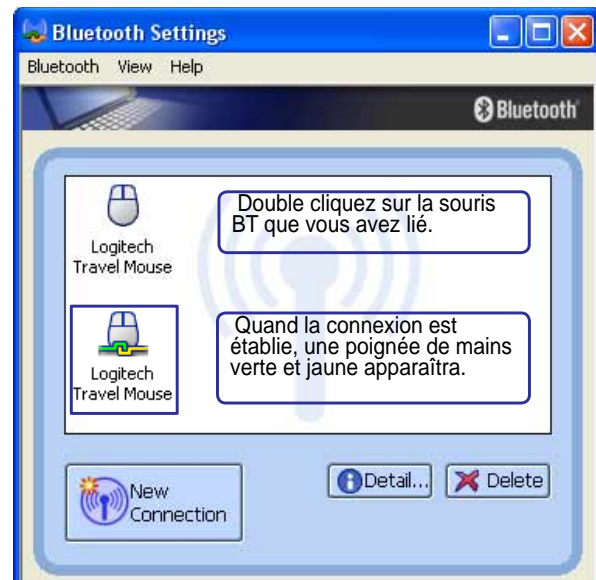 Bluetooth Settings
Bluetooth View Help
Bluetooth
Logitech
Travel Mouse
Double cliquez sur la souris
BT que vous avez lié.
Logitech
Travel Mouse
Quand la connexion est
établie, une poignée de mains
verte et jaune apparaîtra.
New
Connection
Detail...
Delete